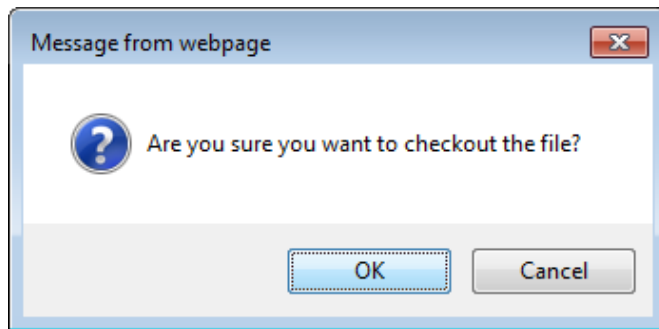 Message from webpage
Are you sure you want to checkout the file?
OK
Cancel